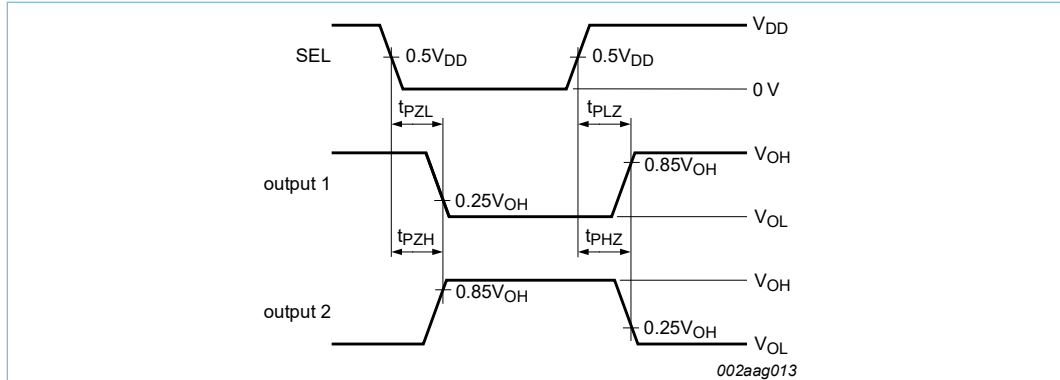 V_DD
SEL 0.5V_DD 0.5V_DD
0 V
t_PZL t_PLZ
V_OH
output 1 0.85V_OH
0.25V_OH
V_OL
t_PZH t_PHZ
V_OH
output 2 0.85V_OH
0.25V_OH
V_OL
002aag013